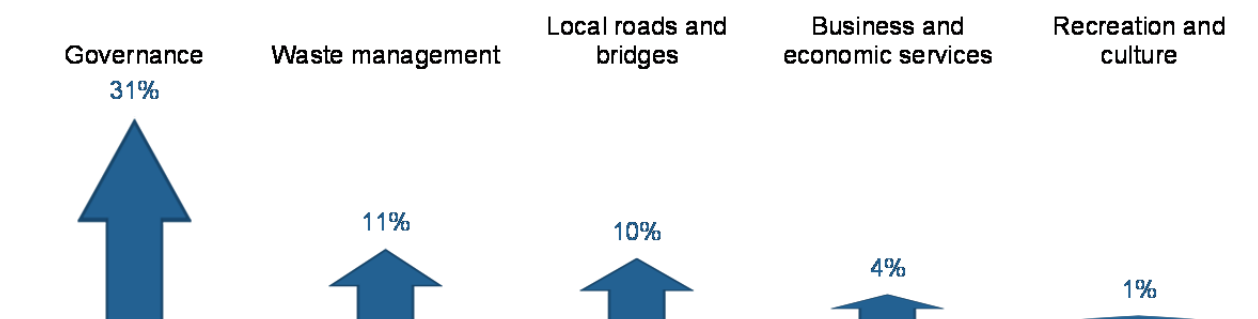 Governance
31%
Waste management
11%
Local roads and
bridges
10%
Business and
economic services
4%
Recreation and
culture
1%